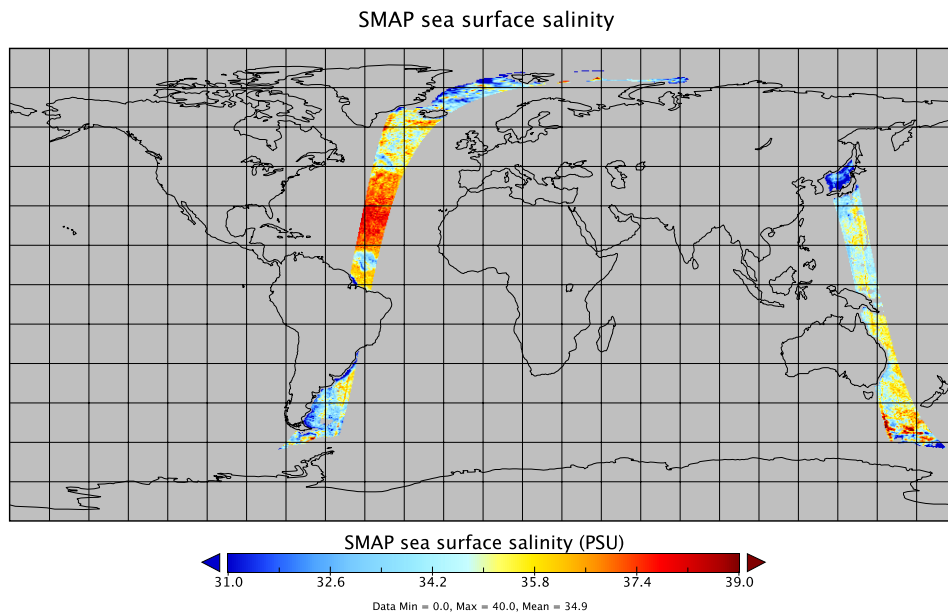 SMAP sea surface salinity
SMAP sea surface salinity (PSU)
31.0 32.6 34.2 35.8 37.4 39.0
Data Min = 0.0, Max = 40.0, Mean = 34.9